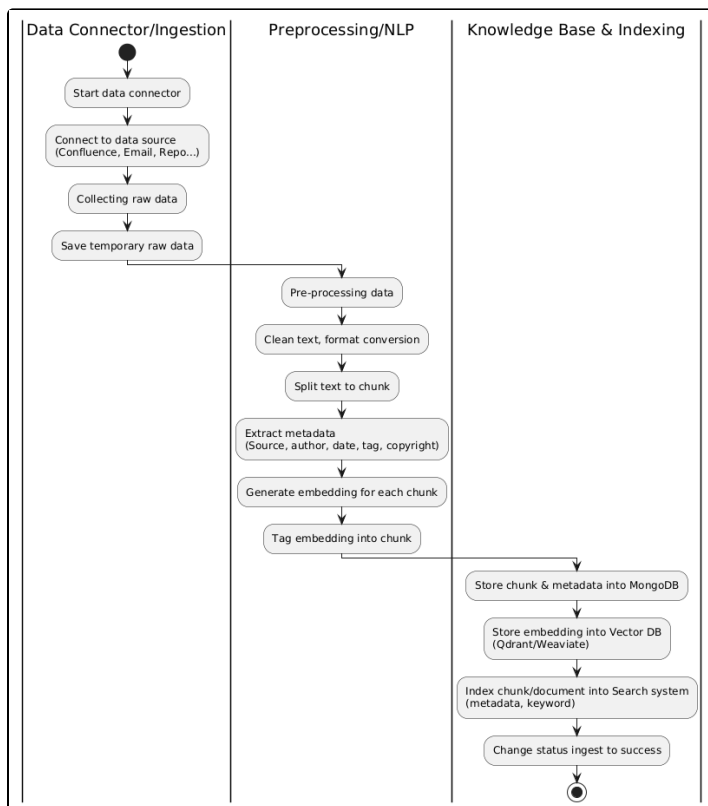 Data Connector/Ingestion
Preprocessing/NLP
Knowledge Base & Indexing
Start data connector
Connect to data source
(Confluence, Email, Repo...)
Collecting raw data
Save temporary raw data
Pre-processing data
Clean text, format conversion
Split text to chunk
Extract metadata
(Source, author, date, tag, copyright)
Generate embedding for each chunk
Tag embedding into chunk
Store chunk & metadata into MongoDB
Store embedding into Vector DB
(Qdrant/Weaviate)
Index chunk/document into Search system
(metadata, keyword)
Change status ingest to success